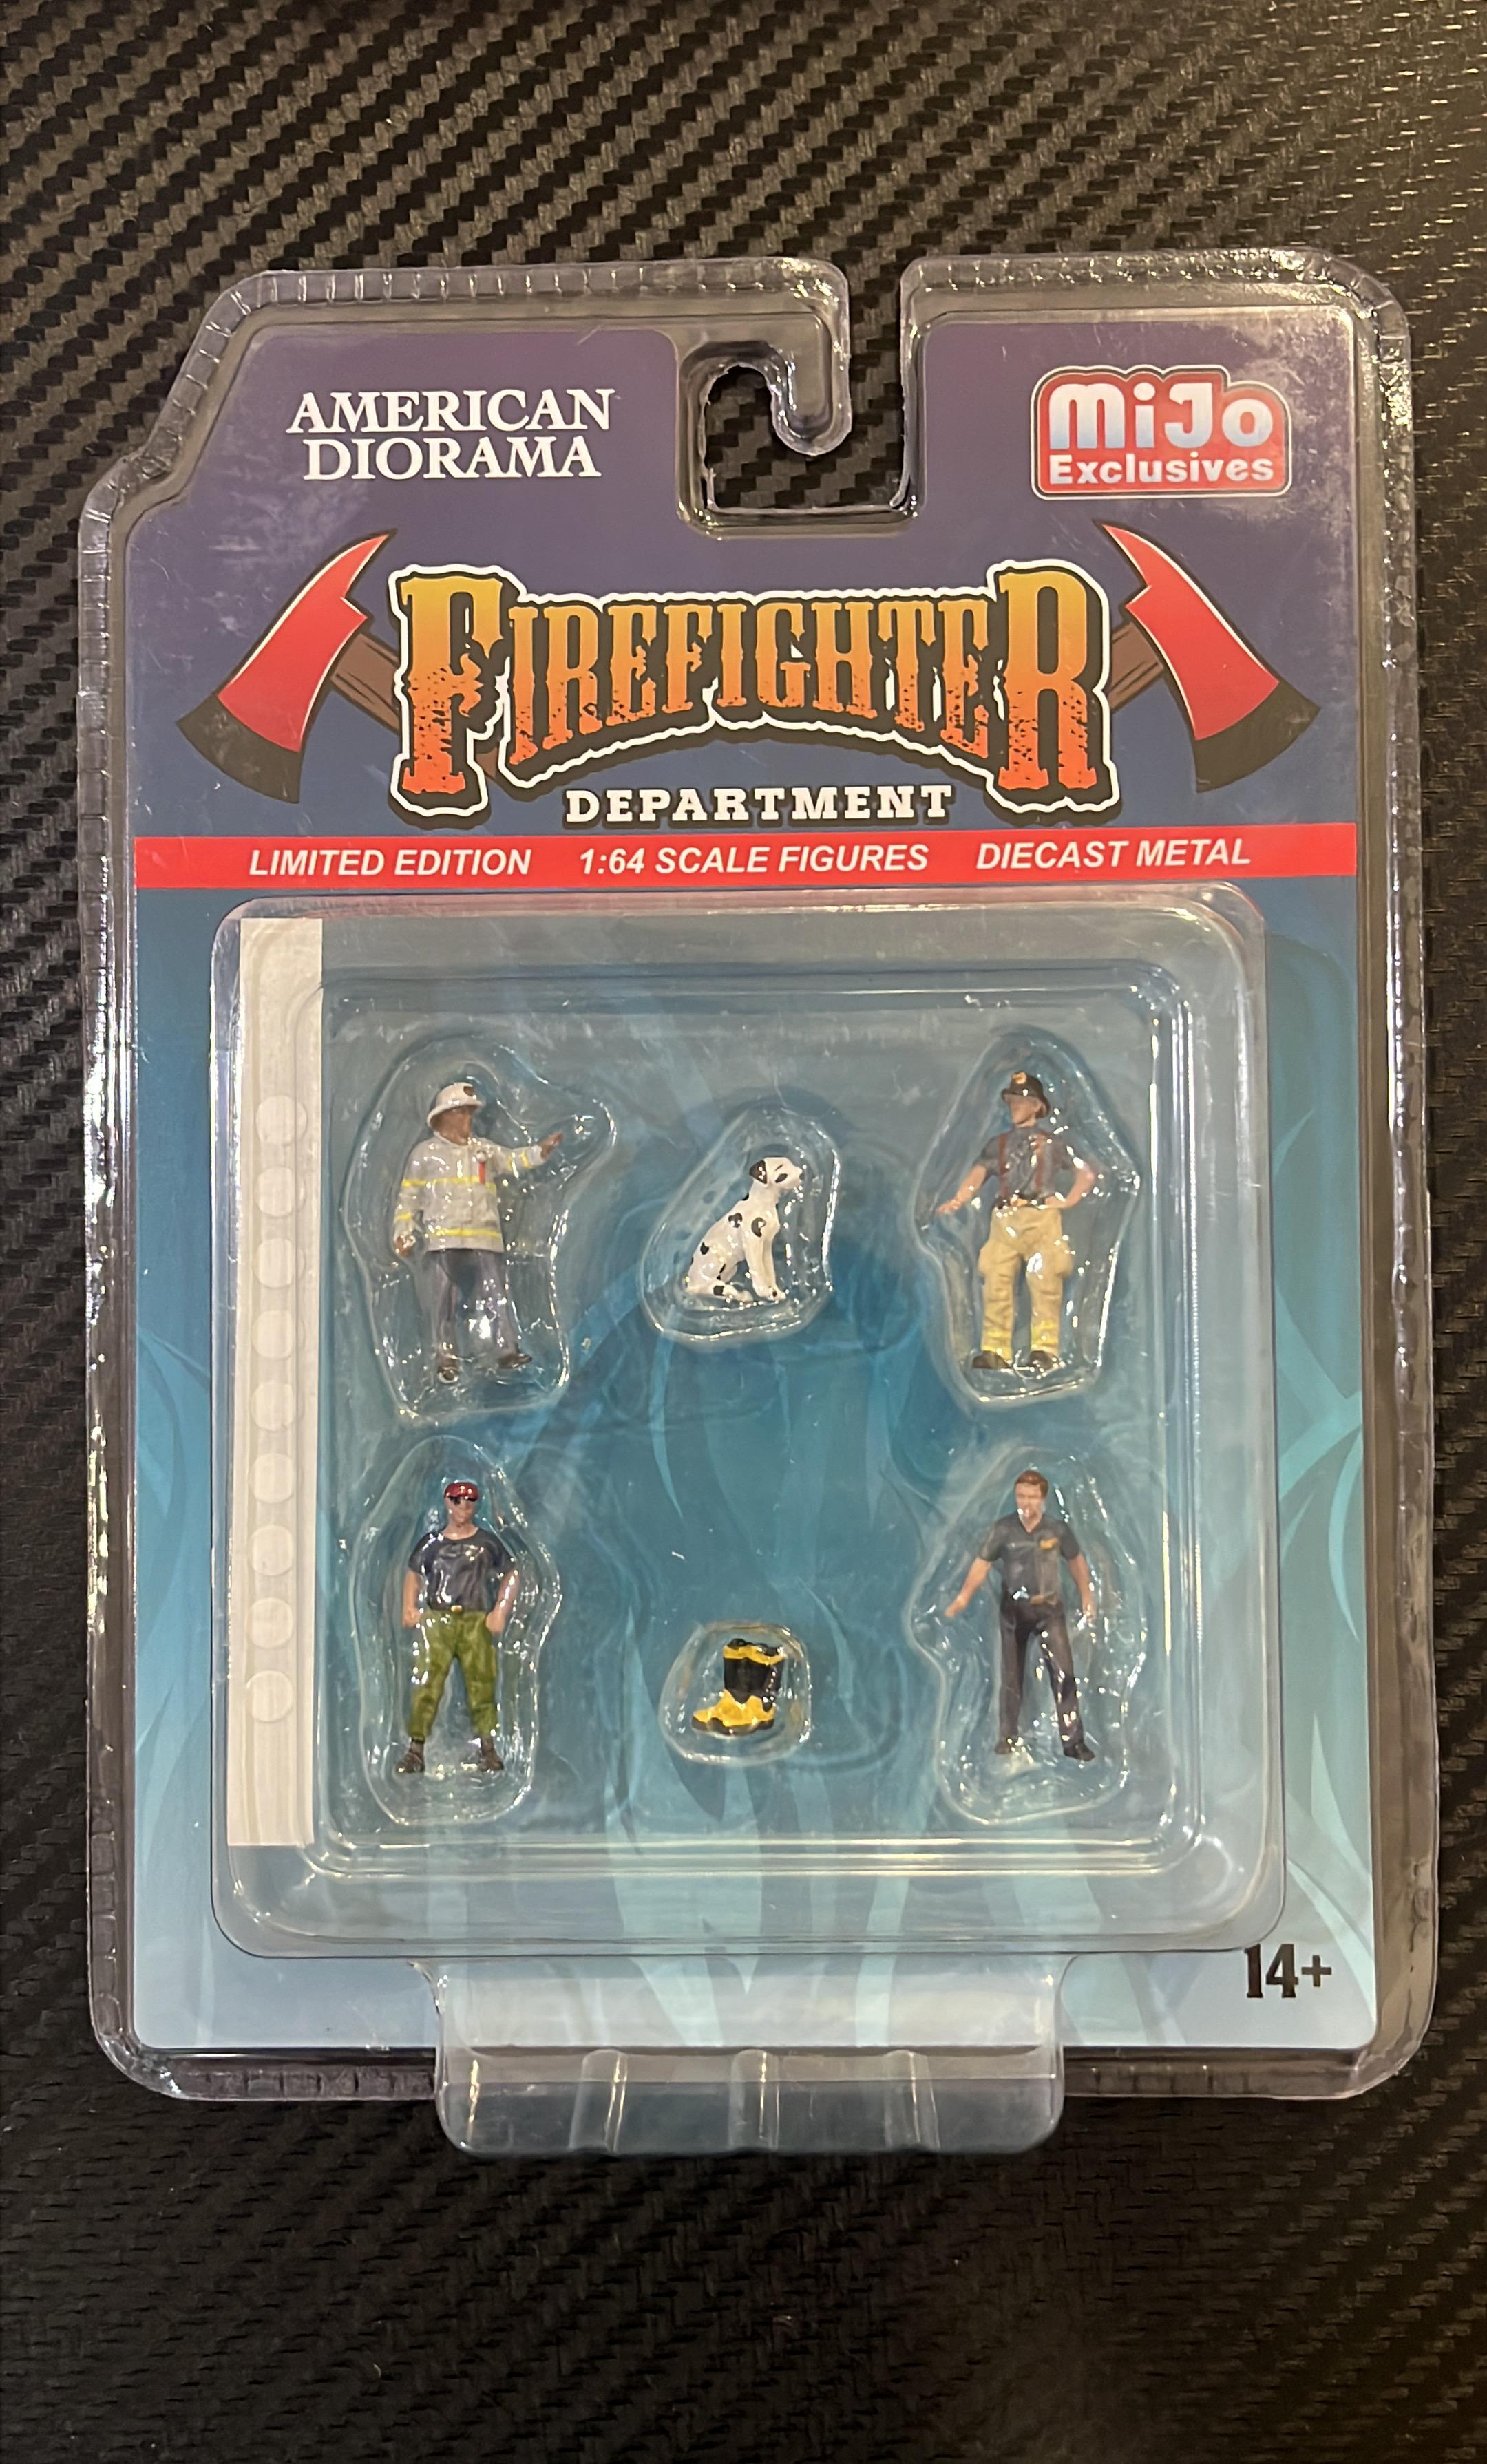 AMERICAN
DIORAMA
MiJo
Exclusives
FIREFIGHTER
DEPARTMENT
LIMITED EDITION 1:64 SCALE FIGURES DIECAST METAL
14+